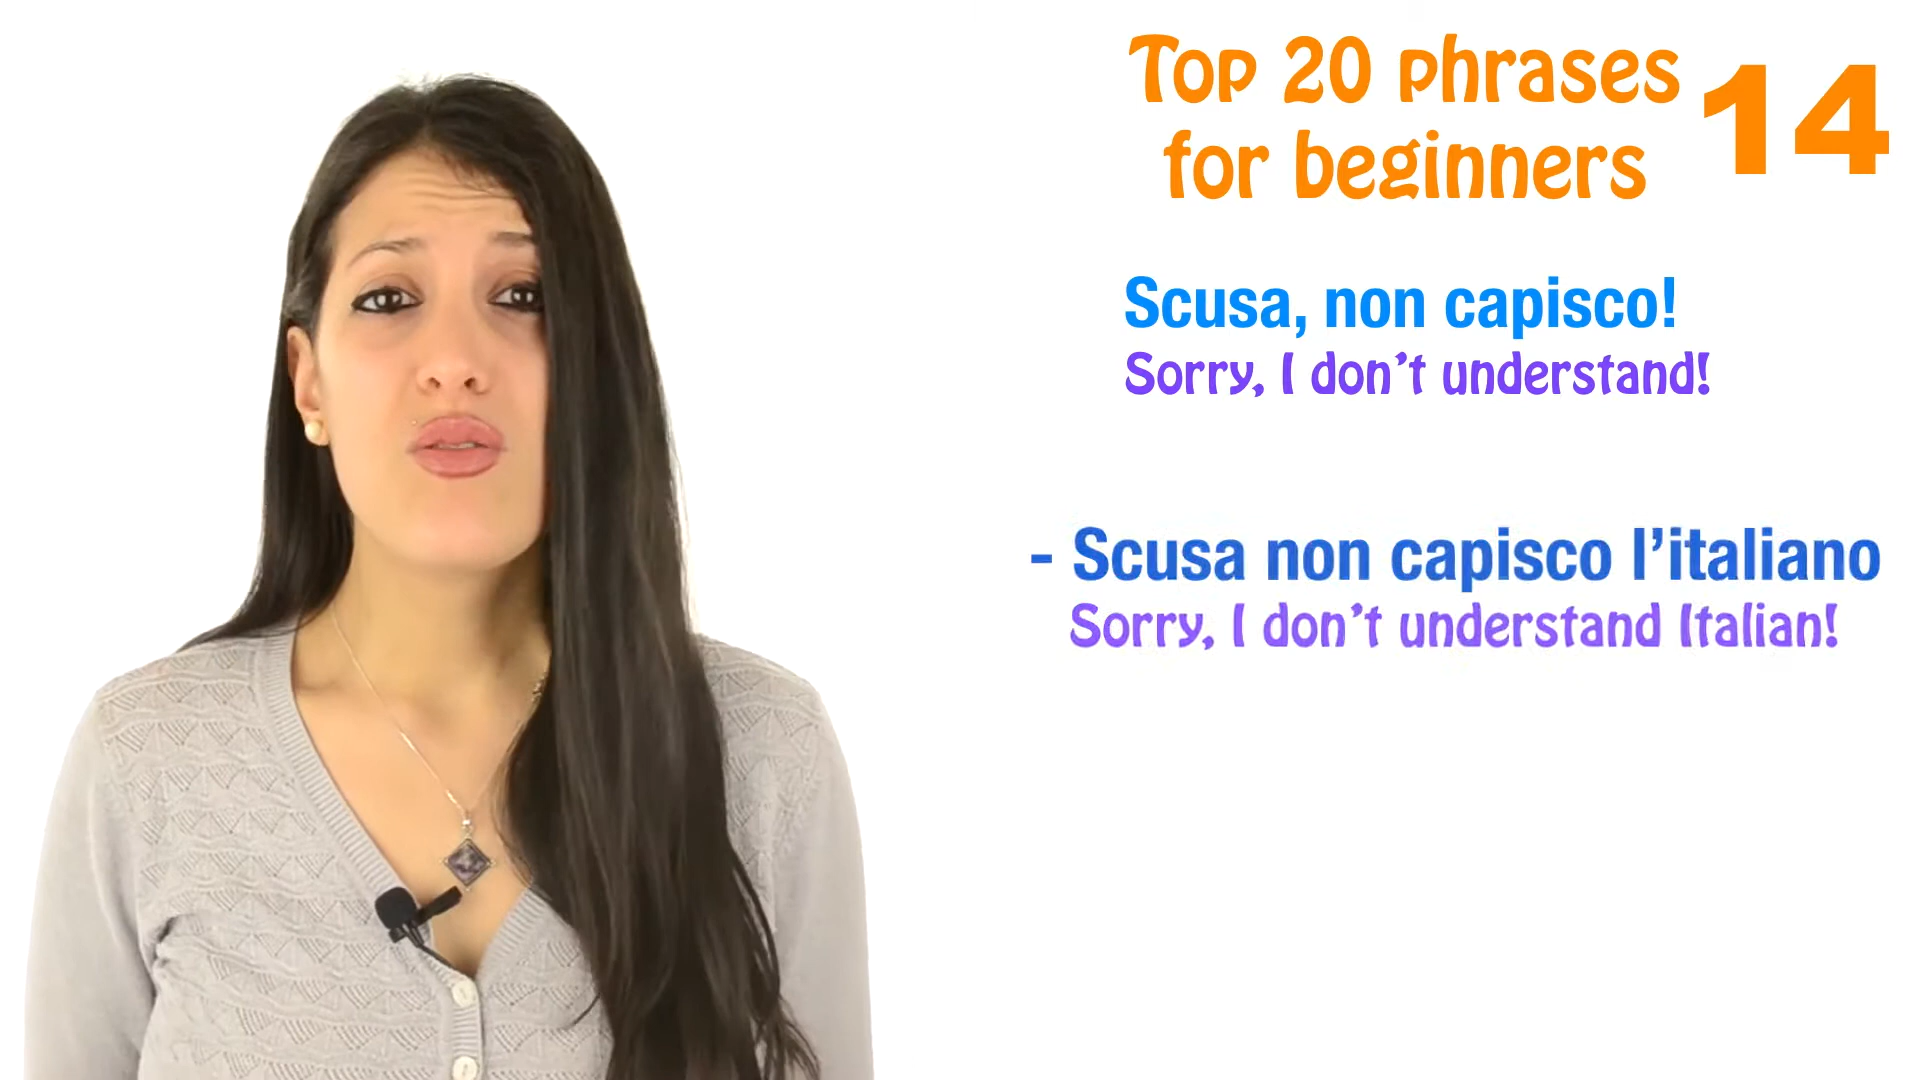 Top 20 phrases
for beginners
14
Scusa, non capisco!
Sorry, I don't understand!
- Scusa non capisco l'italiano
Sorry, I don't understand Italian!